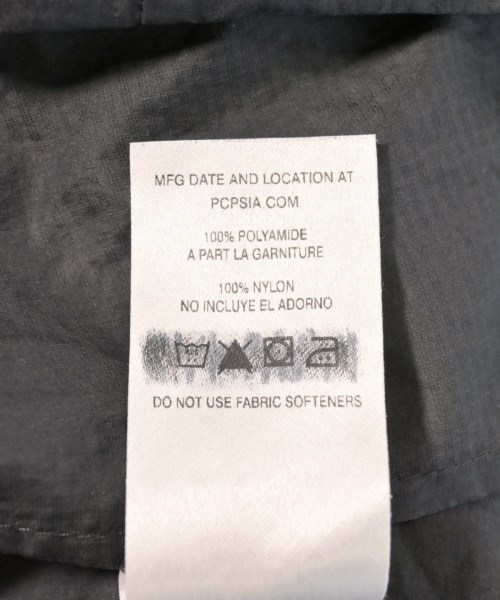 MFG DATE AND LOCATION AT
PCPSIA.COM
100% POLYAMIDE
A PART LA GARNITURE
100% NYLON
NO INCLUYE EL ADORNO
DO NOT USE FABRIC SOFTENERS